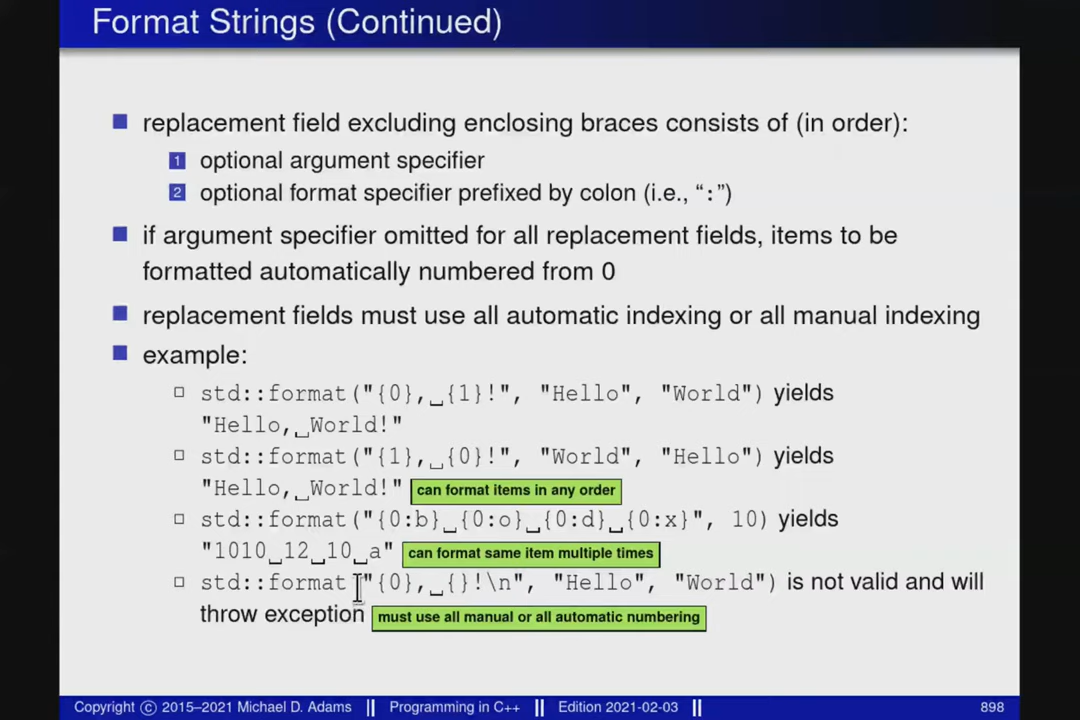 Format Strings (Continued)
replacement field excluding enclosing braces consists of (in order):
1 optional argument specifier
2 optional format specifier prefixed by colon (i.e., “:”)
if argument specifier omitted for all replacement fields, items to be
formatted automatically numbered from 0
replacement fields must use all automatic indexing or all manual indexing
example:
std::format("{0},␣{1}!", "Hello", "World") yields
"Hello,␣World!"
std::format("{1},␣{0}!", "World", "Hello") yields
"Hello,␣World!" can format items in any order
std::format("{0:b}␣{0:o}␣{0:d}␣{0:x}", 10) yields
"1010␣12␣10␣a" can format same item multiple times
std::format("{0},␣{}!\n", "Hello", "World") is not valid and will
throw exception must use all manual or all automatic numbering
Copyright © 2015–2021 Michael D. Adams || Programming in C++ || Edition 2021-02-03 || 898